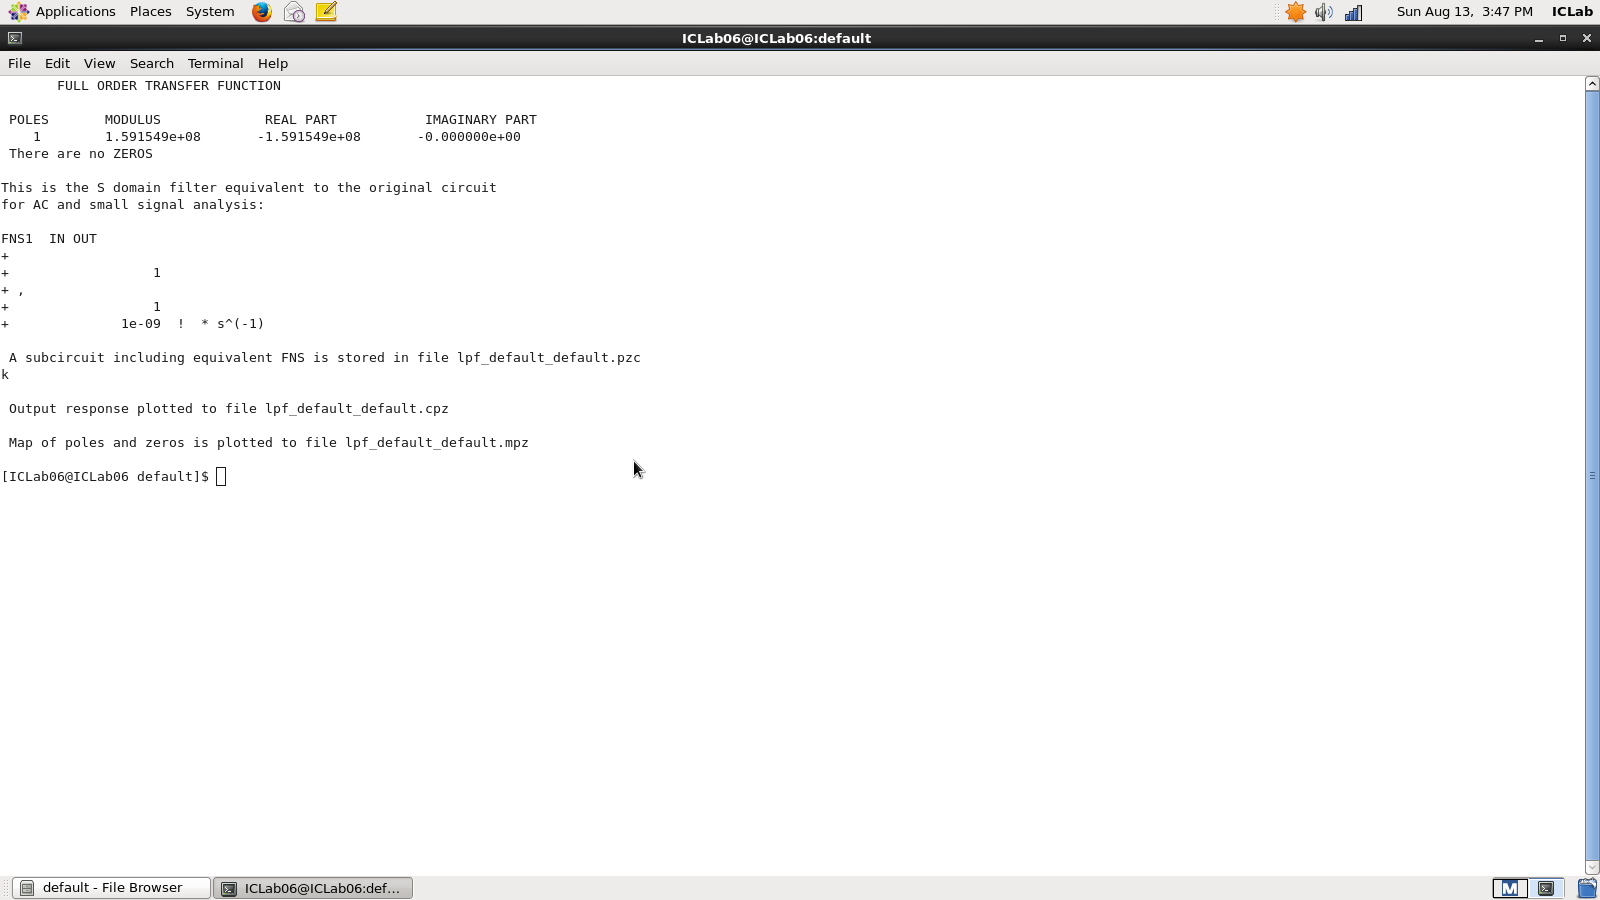 Applications Places System Sun Aug 13, 3:47 PM ICLab
ICLab06@ICLab06:default
File Edit View Search Terminal Help
FULL ORDER TRANSFER FUNCTION
POLES MODULUS REAL PART IMAGINARY PART
1 1.591549e+08 -1.591549e+08 -0.000000e+00
There are no ZEROS
This is the S domain filter equivalent to the original circuit
for AC and small signal analysis:
FNS1 IN OUT
+
+ 1
+ ,
+ 1
+ 1e-09 ! * s^(-1)
A subcircuit including equivalent FNS is stored in file lpf_default_default.pzc
k
Output response plotted to file lpf_default_default.cpz
Map of poles and zeros is plotted to file lpf_default_default.mpz
[ICLab06@ICLab06 default]$
default - File Browser ICLab06@ICLab06:def... M